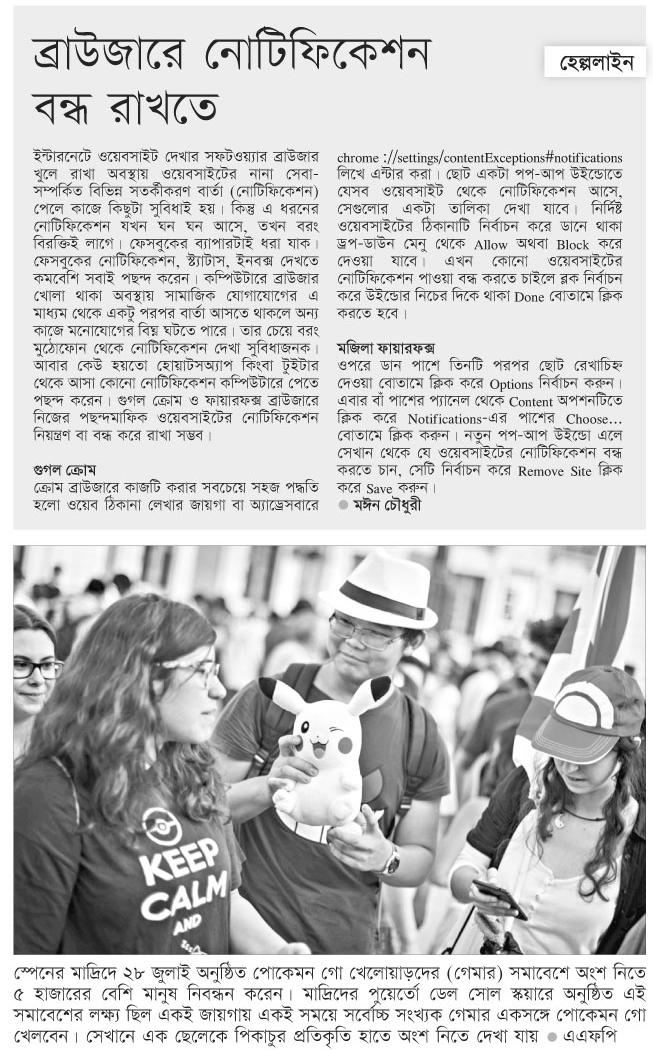 ব্রাউজারে নোটিফিকেশন
বন্ধ রাখতে
হেল্পলাইন
ইন্টারনেটে ওয়েবসাইট দেখার সফটওয়্যার ব্রাউজার
খুলে রাখা অবস্থায় ওয়েবসাইটের নানা সেবা-
সম্পর্কিত বিভিন্ন সতর্কীকরণ বার্তা (নোটিফিকেশন)
পেলে কাজে কিছুটা সুবিধাই হয়। কিন্তু এ ধরনের
নোটিফিকেশন যখন ঘন ঘন আসে, তখন বরং
বিরক্তিই লাগে। ফেসবুকের ব্যাপারটাই ধরা যাক।
ফেসবুকের নোটিফিকেশন, স্ট্যাটাস, ইনবক্স দেখতে
কমবেশি সবাই পছন্দ করেন। কম্পিউটারে ব্রাউজার
খোলা থাকা অবস্থায় সামাজিক যোগাযোগের এ
মাধ্যম থেকে একটু পরপর বার্তা আসতে থাকলে অন্য
কাজে মনোযোগের বিঘ্ন ঘটতে পারে। তার চেয়ে বরং
মুঠোফোন থেকে নোটিফিকেশন দেখা সুবিধাজনক।
আবার কেউ হয়তো হোয়াটসঅ্যাপ কিংবা টুইটার
থেকে আসা কোনো নোটিফিকেশন কম্পিউটারে পেতে
পছন্দ করেন। গুগল ক্রোম ও ফায়ারফক্স ব্রাউজারে
নিজের পছন্দমাফিক ওয়েবসাইটের নোটিফিকেশন
নিয়ন্ত্রণ বা বন্ধ করে রাখা সম্ভব।
গুগল ক্রোম
ক্রোম ব্রাউজারে কাজটি করার সবচেয়ে সহজ পদ্ধতি
হলো ওয়েব ঠিকানা লেখার জায়গা বা অ্যাড্রেসবারে
chrome ://settings/contentExceptions#notifications
লিখে এন্টার করা। ছোট একটা পপ-আপ উইন্ডোতে
যেসব ওয়েবসাইট থেকে নোটিফিকেশন আসে,
সেগুলোর একটা তালিকা দেখা যাবে। নির্দিষ্ট
ওয়েবসাইটের ঠিকানাটি নির্বাচন করে ডানে থাকা
ড্রপ-ডাউন মেনু থেকে Allow অথবা Block করে
দেওয়া যাবে। এখন কোনো ওয়েবসাইটের
নোটিফিকেশন পাওয়া বন্ধ করতে চাইলে ব্লক নির্বাচন
করে উইন্ডোর নিচের দিকে থাকা Done বোতামে ক্লিক
করতে হবে।
মজিলা ফায়ারফক্স
ওপরে ডান পাশে তিনটি পরপর ছোট রেখাচিহ্ন
দেওয়া বোতামে ক্লিক করে Options নির্বাচন করুন।
এবার বাঁ পাশের প্যানেল থেকে Content অপশনটিতে
ক্লিক করে Notifications-এর পাশের Choose...
বোতামে ক্লিক করুন। নতুন পপ-আপ উইন্ডো এলে
সেখান থেকে যে ওয়েবসাইটের নোটিফিকেশন বন্ধ
করতে চান, সেটি নির্বাচন করে Remove Site ক্লিক
করে Save করুন।
● মঈন চৌধুরী
KEEP
CALM
AND
স্পেনের মাদ্রিদে ২৮ জুলাই অনুষ্ঠিত পোকেমন গো খেলোয়াড়দের (গেমার) সমাবেশে অংশ নিতে
৫ হাজারের বেশি মানুষ নিবন্ধন করেন। মাদ্রিদের পুয়ের্তো ডেল সোল স্কয়ারে অনুষ্ঠিত এই
সমাবেশের লক্ষ্য ছিল একই জায়গায় একই সময়ে সর্বোচ্চ সংখ্যক গেমার একসঙ্গে পোকেমন গো
খেলবেন। সেখানে এক ছেলেকে পিকাচুর প্রতিকৃতি হাতে অংশ নিতে দেখা যায় ● এএফপি